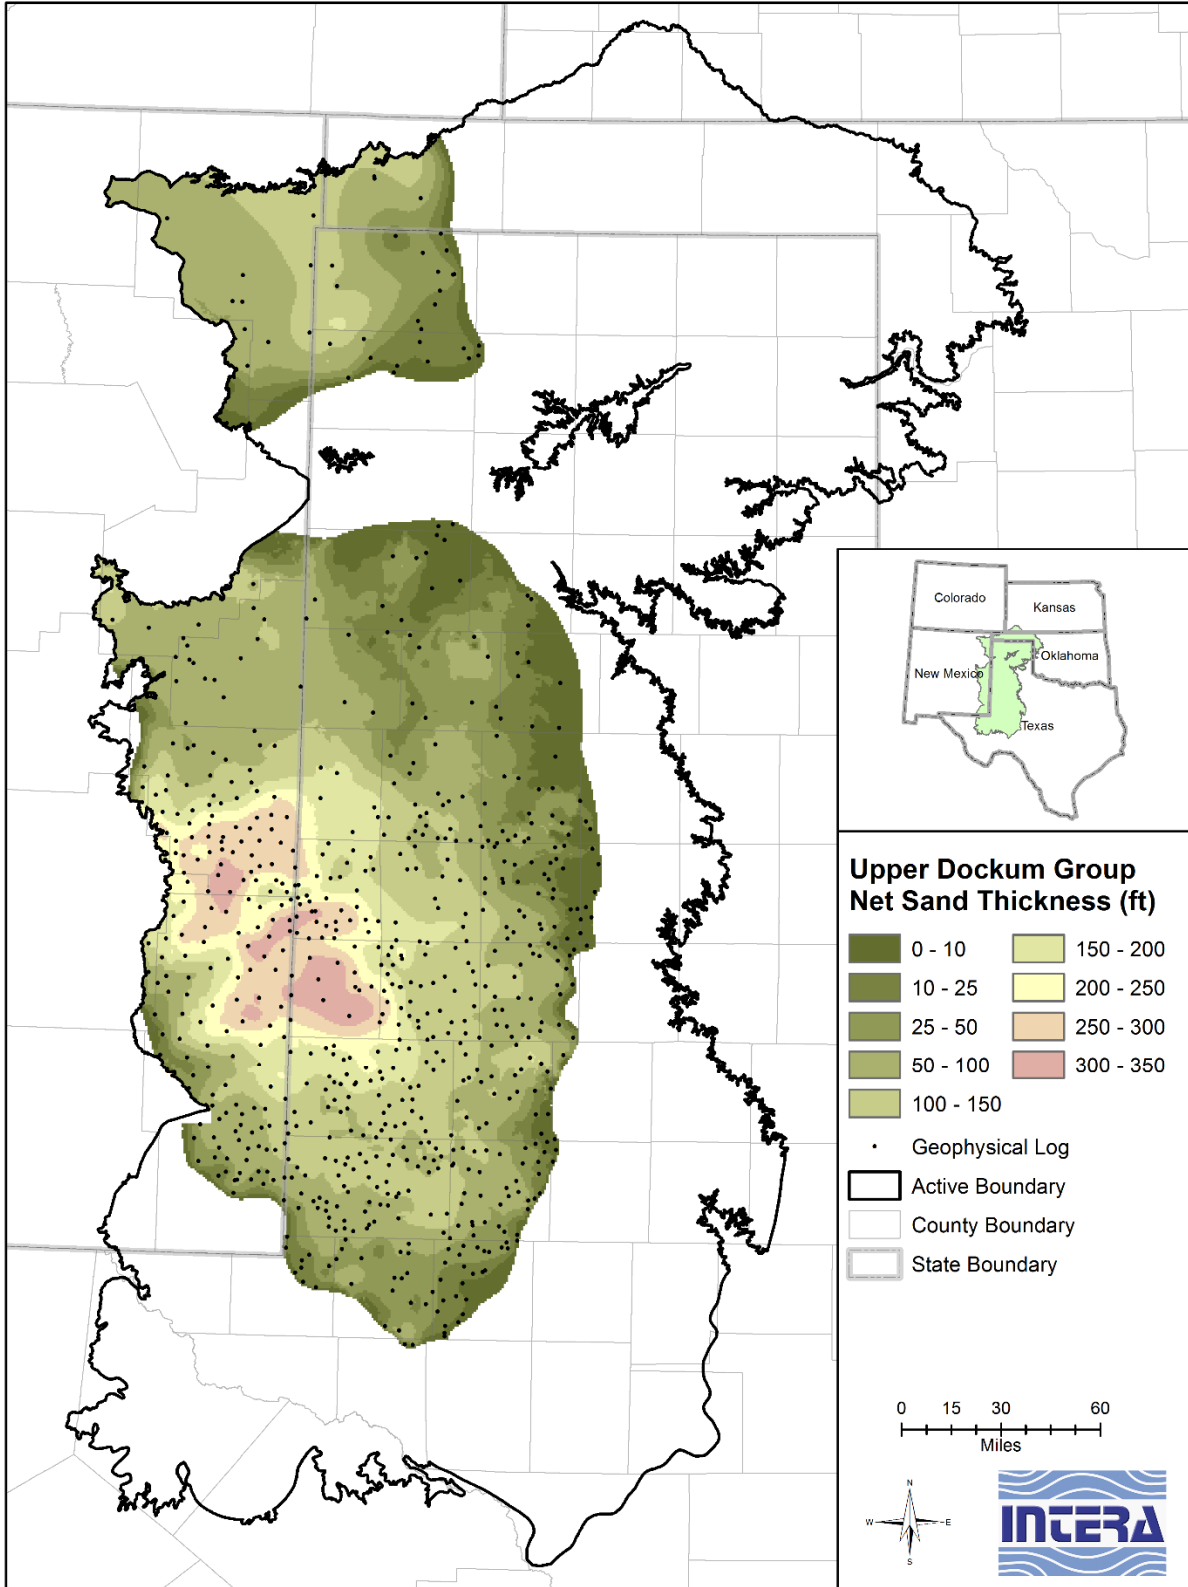 Colorado
Kansas
New Mexico
Oklahoma
Texas
Upper Dockum Group
Net Sand Thickness (ft)
0 - 10
150 - 200
10 - 25
200 - 250
25 - 50
250 - 300
50 - 100
300 - 350
100 - 150
Geophysical Log
Active Boundary
County Boundary
State Boundary
0 15 30 60
Miles
N
W E
S
INTERA